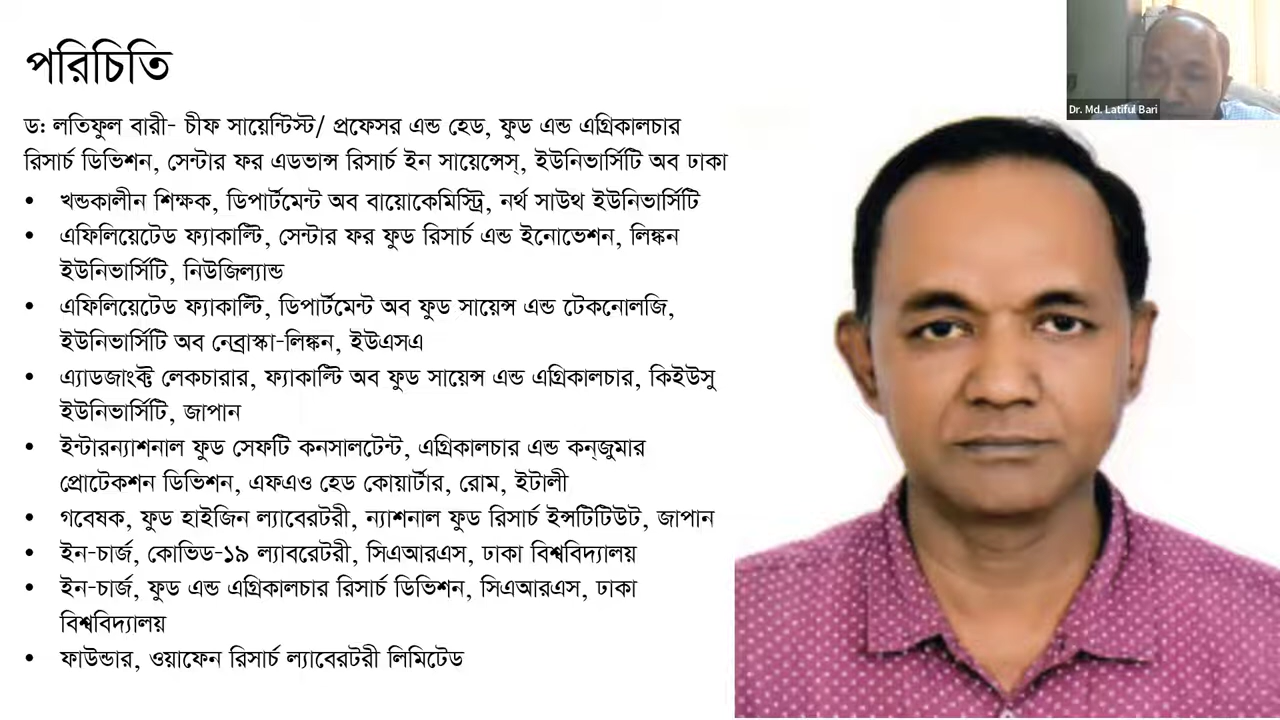 পরিচিতি
Dr. Md. Latiful Bari
ড: লতিফুল বারী- চীফ সায়েন্টিস্ট/ প্রফেসর এন্ড হেড, ফুড এন্ড এগ্রিকালচার
রিসার্চ ডিভিশন, সেন্টার ফর এডভান্স রিসার্চ ইন সায়েন্সেস্, ইউনিভার্সিটি অব ঢাকা
• খন্ডকালীন শিক্ষক, ডিপার্টমেন্ট অব বায়োকেমিস্ট্রি, নর্থ সাউথ ইউনিভার্সিটি
• এফিলিয়েটেড ফ্যাকাল্টি, সেন্টার ফর ফুড রিসার্চ এন্ড ইনোভেশন, লিঙ্কন
ইউনিভার্সিটি, নিউজিল্যান্ড
• এফিলিয়েটেড ফ্যাকাল্টি, ডিপার্টমেন্ট অব ফুড সায়েন্স এন্ড টেকনোলজি,
ইউনিভার্সিটি অব নেব্রাস্কা-লিঙ্কন, ইউএসএ
• এ্যাডজাংক্ট লেকচারার, ফ্যাকাল্টি অব ফুড সায়েন্স এন্ড এগ্রিকালচার, কিইউসু
ইউনিভার্সিটি, জাপান
• ইন্টারন্যাশনাল ফুড সেফটি কনসালটেন্ট, এগ্রিকালচার এন্ড কন্জুমার
প্রোটেকশন ডিভিশন, এফএও হেড কোয়ার্টার, রোম, ইটালী
• গবেষক, ফুড হাইজিন ল্যাবেরটরী, ন্যাশনাল ফুড রিসার্চ ইন্সটিটিউট, জাপান
• ইন-চার্জ, কোভিড-১৯ ল্যাবরেটরী, সিএআরএস, ঢাকা বিশ্ববিদ্যালয়
• ইন-চার্জ, ফুড এন্ড এগ্রিকালচার রিসার্চ ডিভিশন, সিএআরএস, ঢাকা
বিশ্ববিদ্যালয়
• ফাউন্ডার, ওয়াফেন রিসার্চ ল্যাবেরটরী লিমিটেড